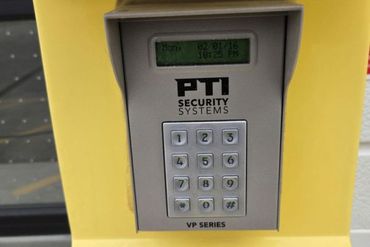 Mon, 02/01/16
10:25 PM
PTI
SECURITY
SYSTEMS
1 2 3
4 5 6
7 8 9
* 0 #
VP SERIES